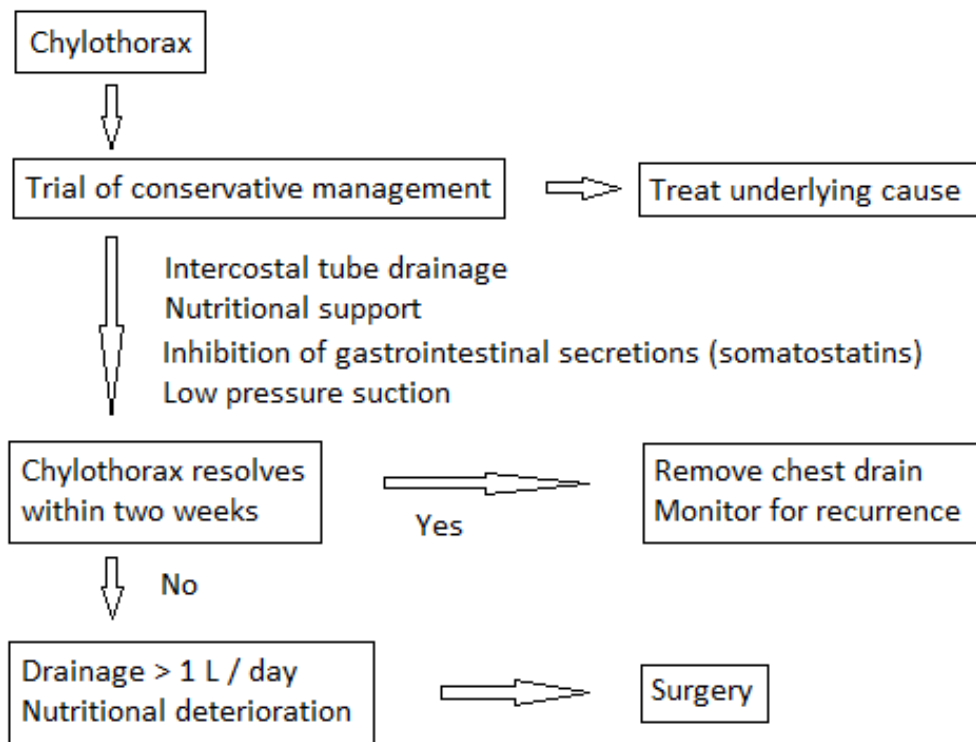 Chylothorax
Trial of conservative management
Treat underlying cause
Intercostal tube drainage
Nutritional support
Inhibition of gastrointestinal secretions (somatostatins)
Low pressure suction
Chylothorax resolves
within two weeks
Yes
Remove chest drain
Monitor for recurrence
No
Drainage > 1 L / day
Nutritional deterioration
Surgery